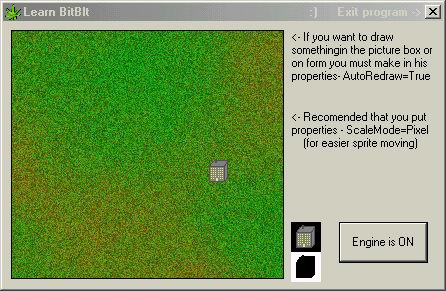 Learn BitBlt :) Exit program ->
<- If you want to draw
somethingin the picture box or
on form you must make in his
properties- AutoRedraw=True
<- Recomended that you put
properties - ScaleMode=Pixel
(for easier sprite moving)
Engine is ON